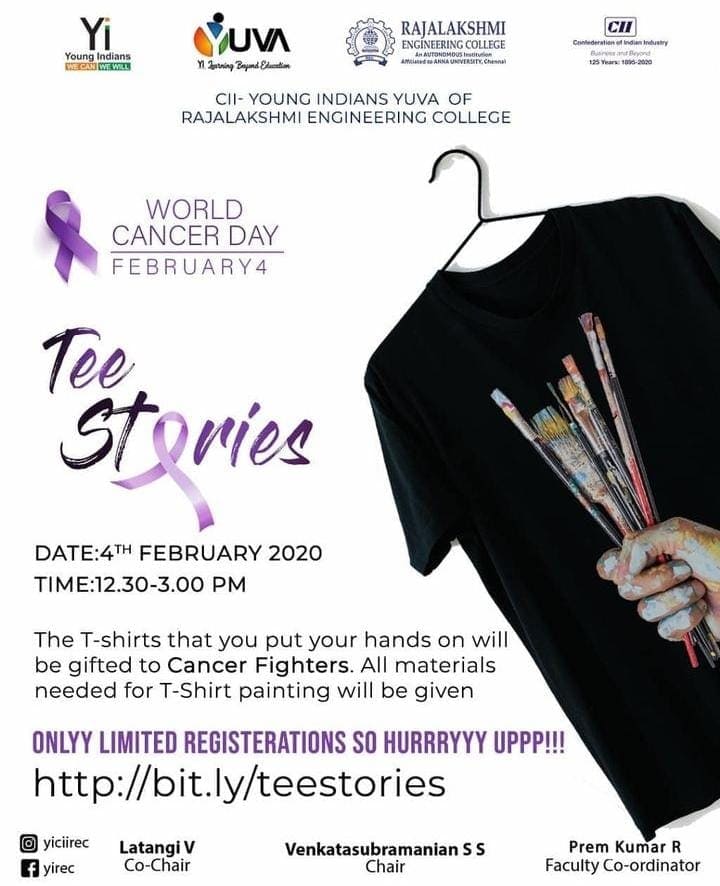 Yi
Young Indians
WE CAN WE WILL
YUVA
Yi Learning Beyond Education
RAJALAKSHMI
ENGINEERING COLLEGE
An AUTONOMOUS Institution
Affiliated to ANNA UNIVERSITY, Chennai
CII
Confederation of Indian Industry
Business and Beyond
125 Years: 1895-2020
CII- YOUNG INDIANS YUVA OF
RAJALAKSHMI ENGINEERING COLLEGE
WORLD
CANCER DAY
FEBRUARY 4
Tee
Stories
DATE:4TH FEBRUARY 2020
TIME:12.30-3.00 PM
The T-shirts that you put your hands on will
be gifted to Cancer Fighters. All materials
needed for T-Shirt painting will be given
ONLYY LIMITED REGISTERATIONS SO HURRRYYY UPPP!!!
http://bit.ly/teestories
yiciirec
yirec
Latangi V
Co-Chair
Venkatasubramanian S S
Chair
Prem Kumar R
Faculty Co-ordinator